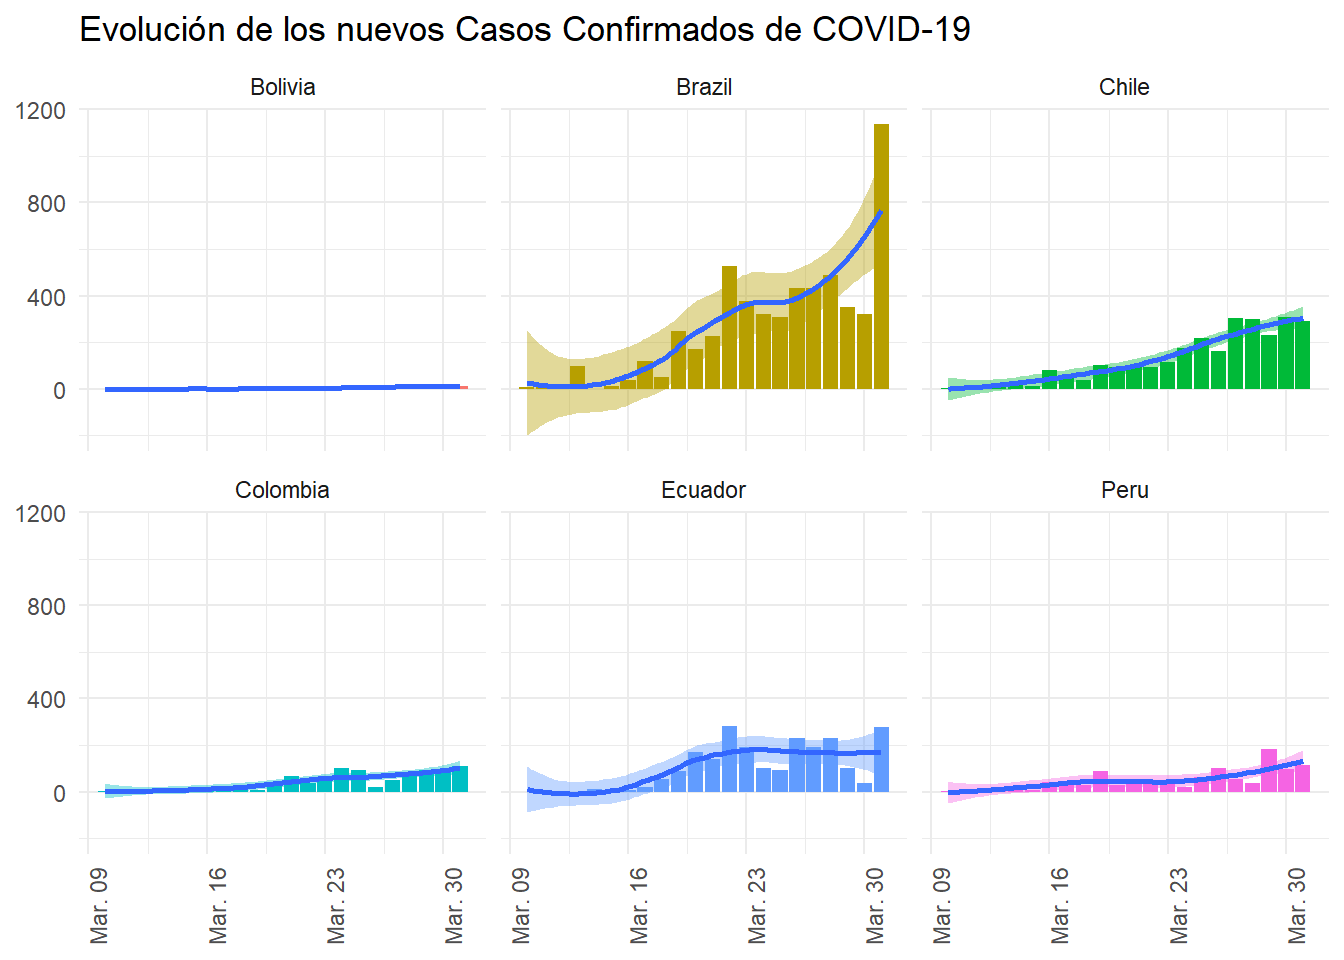 Evolución de los nuevos Casos Confirmados de COVID-19
Bolivia
Brazil
Chile
1200
800
400
0
Colombia
Ecuador
Peru
1200
800
400
0
Mar. 09
Mar. 16
Mar. 23
Mar. 30
Mar. 09
Mar. 16
Mar. 23
Mar. 30
Mar. 09
Mar. 16
Mar. 23
Mar. 30